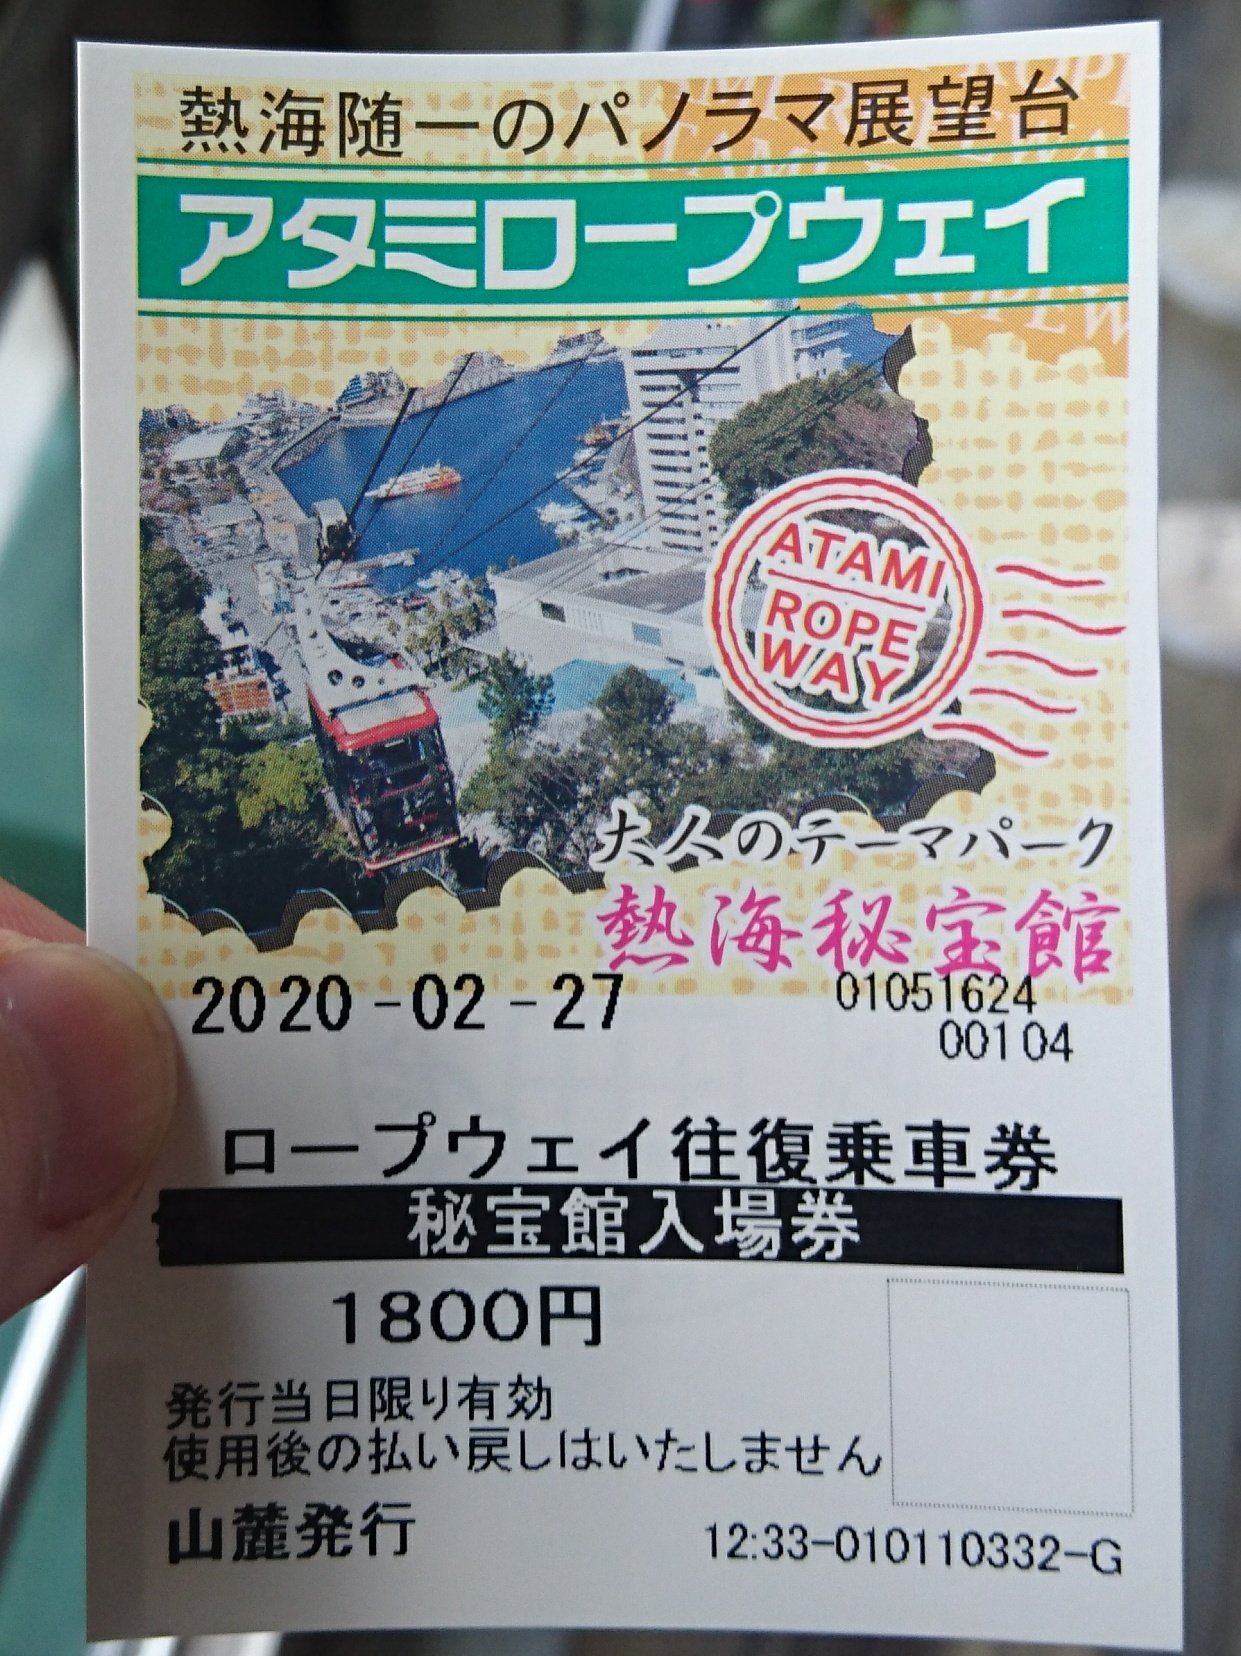 熱海随一のパノラマ展望台
アタミロープウェイ
ATAMI
ROPE
WAY
大人のテーマパーク
熱海秘宝館
2020-02-27
01051624
00104
ロープウェイ往復乗車券
秘宝館入場券
1800円
発行当日限り有効
使用後の払い戻しはいたしません
山麓発行
12:33-010110332-G